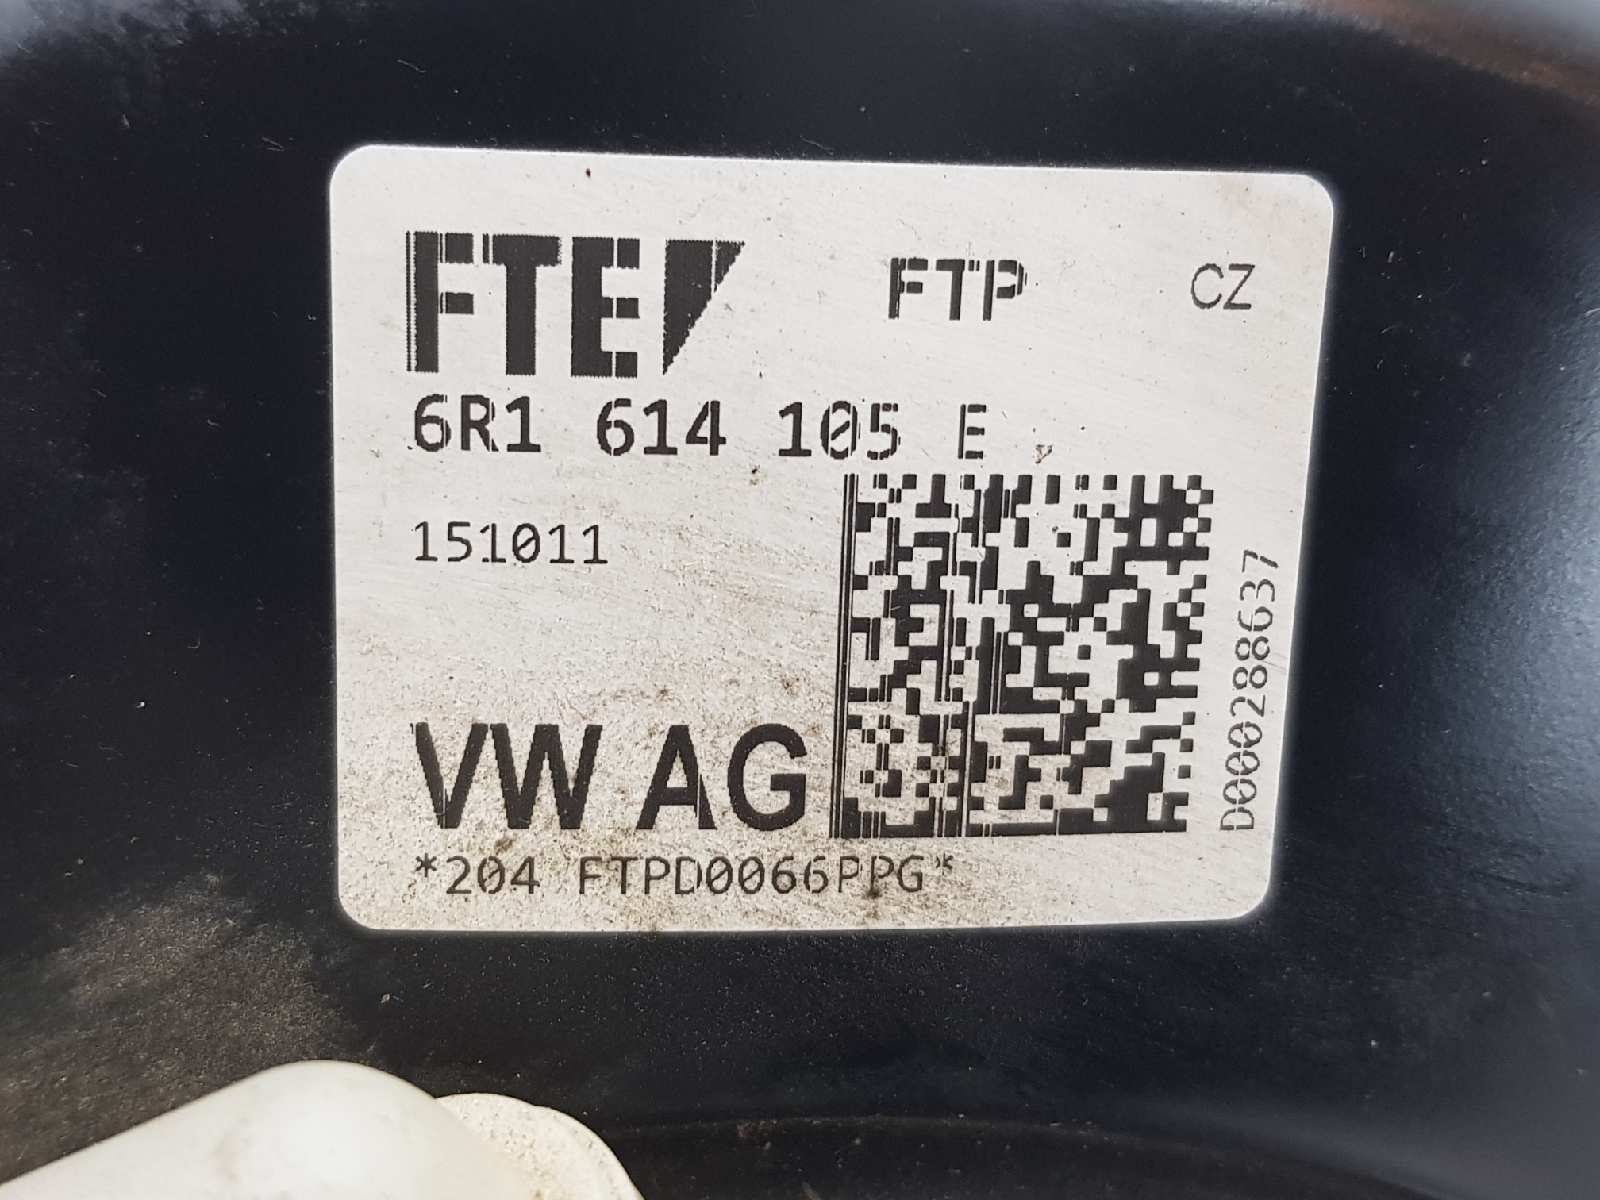 FTE FTP CZ
6R1 614 105 E
151011
D000288637
VW AG
*204 FTPD0066PPG*